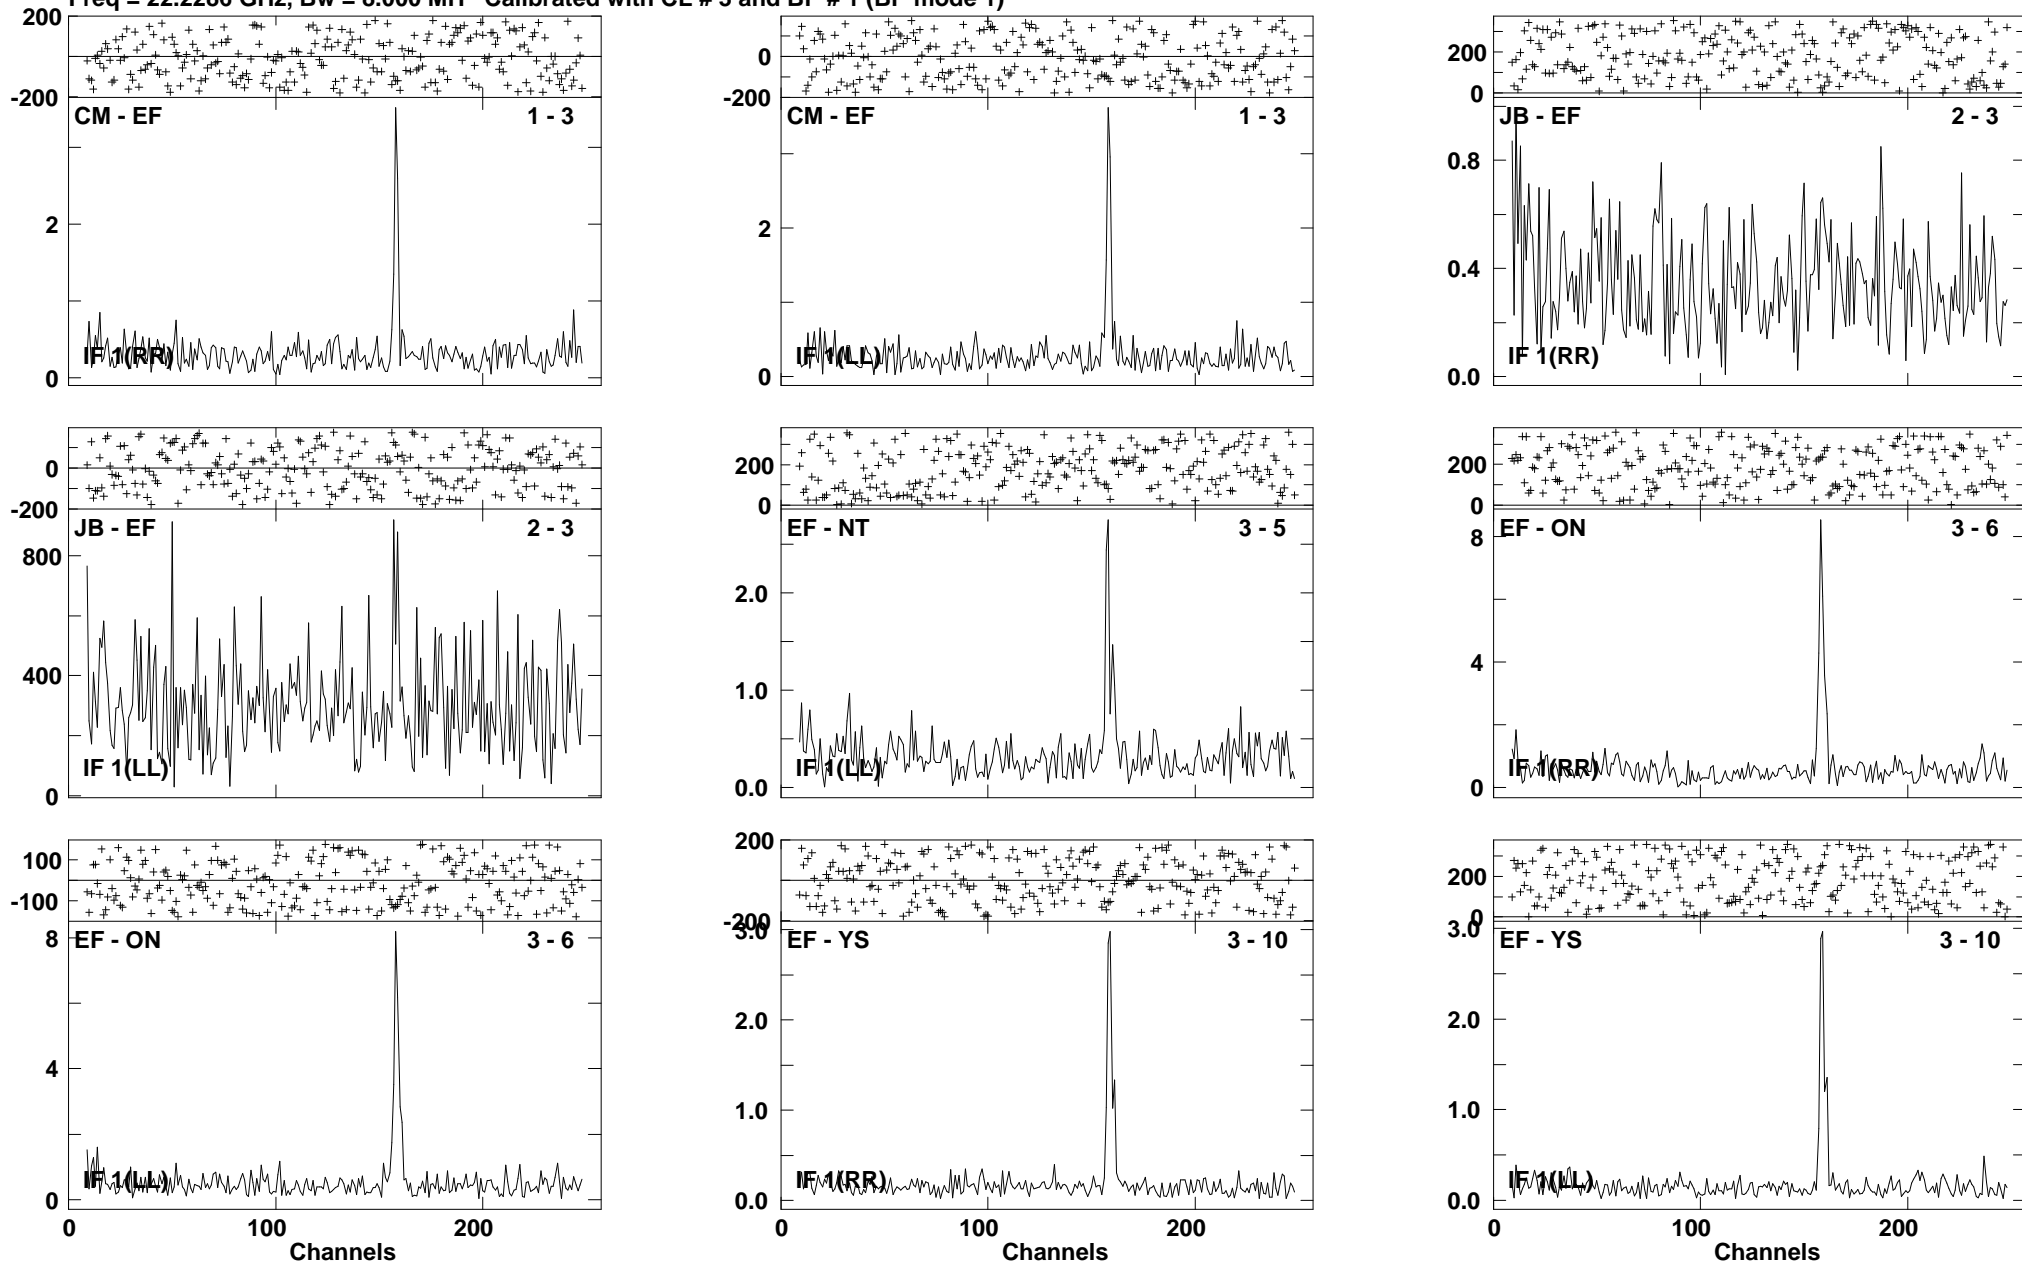 Freq = 22.2286 GHz, Bw = 8.000 MH Calibrated with CL # 3 and BP # 1 (BP mode 1)
200
0
-200
CM - EF
1 - 3
2
0
IF 1(RR)
200
0
-200
CM - EF
1 - 3
2
0
IF 1(LL)
200
0
JB - EF
2 - 3
0.8
0.4
0.0
IF 1(RR)
0
-200
JB - EF
2 - 3
800
400
0
IF 1(LL)
200
0
EF - NT
3 - 5
2.0
1.0
0.0
IF 1(LL)
200
0
EF - ON
3 - 6
8
4
0
IF 1(RR)
100
-100
EF - ON
3 - 6
8
4
0
IF 1(LL)
0
100
200
Channels
200
-200
EF - YS
3 - 10
3.0
2.0
1.0
0.0
IF 1(RR)
0
100
200
Channels
200
0
EF - YS
3 - 10
3.0
2.0
1.0
0.0
IF 1(LL)
0
100
200
Channels